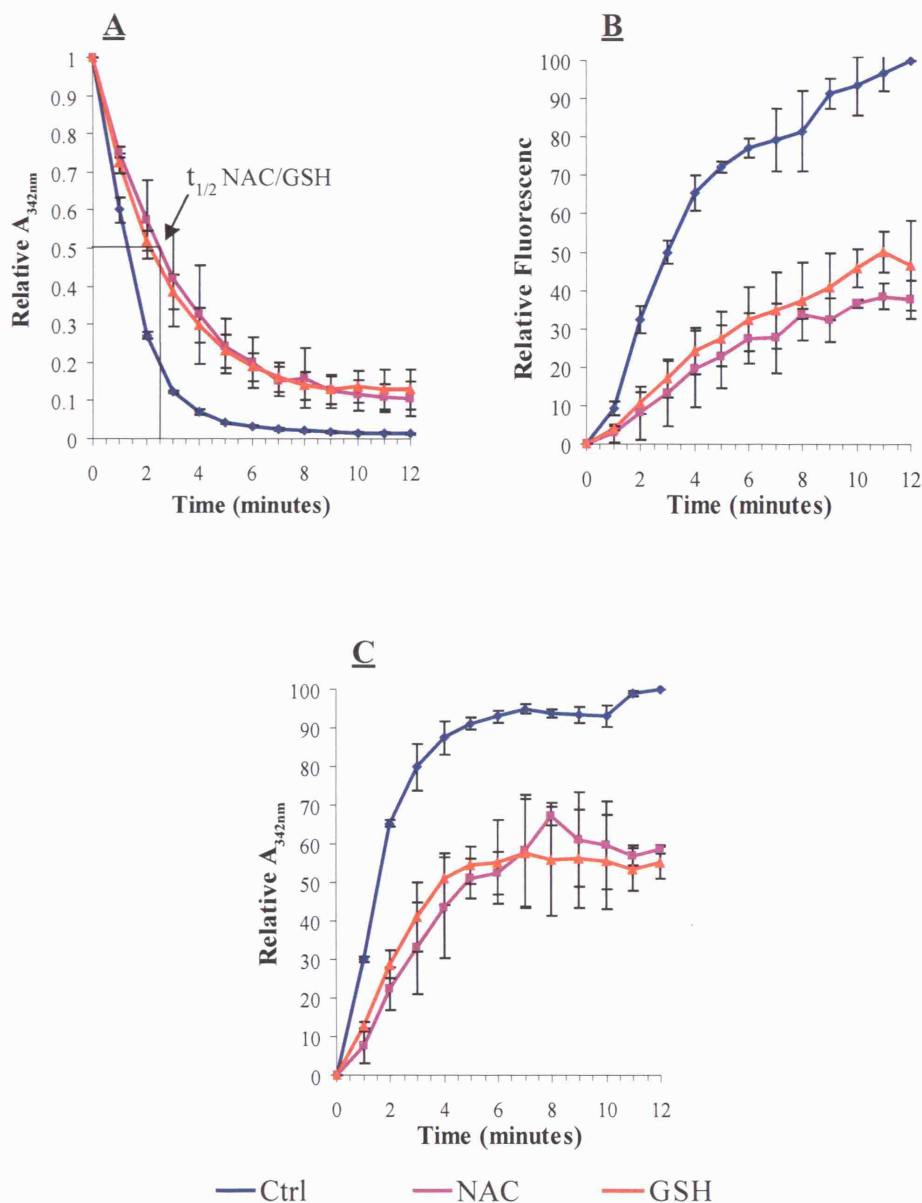 A
Relative A342nm
1
0.9
0.8
0.7
0.6
0.5
0.4
0.3
0.2
0.1
0
t1/2 NAC/GSH
0 2 4 6 8 10 12
Time (minutes)
B
Relative Fluorescenc
100
90
80
70
60
50
40
30
20
10
0
0 2 4 6 8 10 12
Time (minutes)
C
Relative A342nm
100
90
80
70
60
50
40
30
20
10
0
0 2 4 6 8 10 12
Time (minutes)
Ctrl NAC GSH